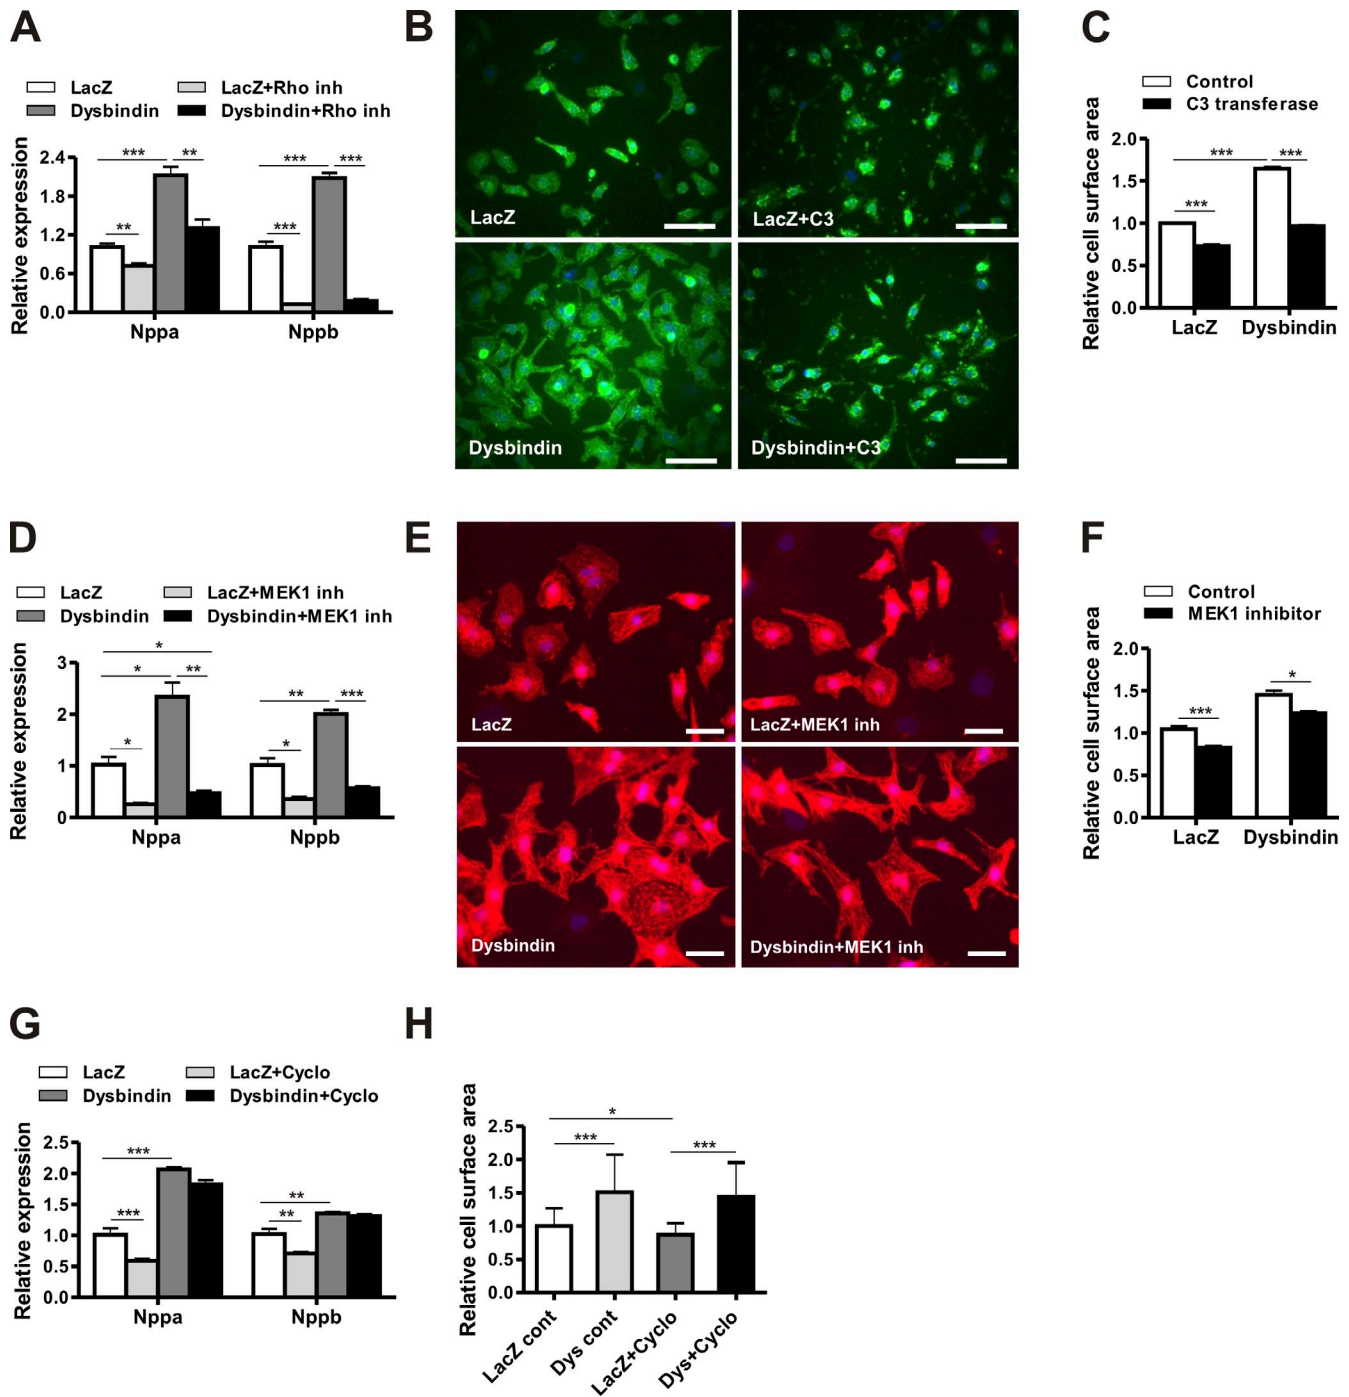 A
LacZ
LacZ+Rho inh
Dysbindin
Dysbindin+Rho inh
Relative expression
2.4
1.8
1.2
0.6
0.0
***
**
**
***
***
***
Nppa
Nppb
B
LacZ
LacZ+C3
Dysbindin
Dysbindin+C3
C
Control
C3 transferase
Relative cell surface area
2.0
1.5
1.0
0.5
0.0
***
***
***
LacZ
Dysbindin
D
LacZ
LacZ+MEK1 inh
Dysbindin
Dysbindin+MEK1 inh
Relative expression
3
2
1
0
*
*
**
*
**
***
*
Nppa
Nppb
E
LacZ
LacZ+MEK1 inh
Dysbindin
Dysbindin+MEK1 inh
F
Control
MEK1 inhibitor
Relative cell surface area
2.0
1.5
1.0
0.5
0.0
***
*
LacZ
Dysbindin
G
LacZ
LacZ+Cyclo
Dysbindin
Dysbindin+Cyclo
Relative expression
2.5
2.0
1.5
1.0
0.5
0.0
***
***
**
**
Nppa
Nppb
H
Relative cell surface area
2.5
2.0
1.5
1.0
0.5
0.0
*
***
***
LacZ cont
Dys cont
LacZ+Cyclo
Dys+Cyclo